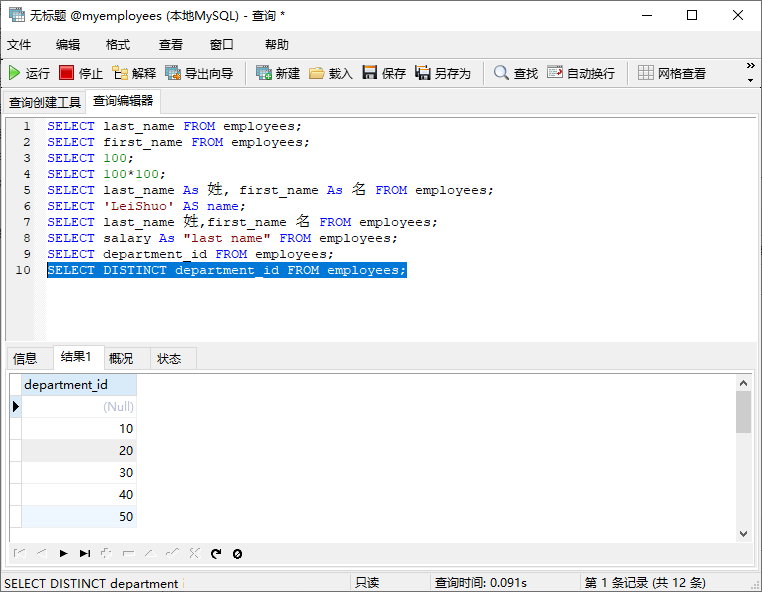 无标题 @myemployees (本地MySQL) - 查询 *
文件 编辑 格式 查看 窗口 帮助
运行 停止 解释 导出向导 新建 载入 保存 另存为 查找 自动换行 网格查看
查询创建工具 查询编辑器
1 SELECT last_name FROM employees;
2 SELECT first_name FROM employees;
3 SELECT 100;
4 SELECT 100*100;
5 SELECT last_name As 姓, first_name As 名 FROM employees;
6 SELECT 'LeiShuo' AS name;
7 SELECT last_name 姓,first_name 名 FROM employees;
8 SELECT salary As "last name" FROM employees;
9 SELECT department_id FROM employees;
10 SELECT DISTINCT department_id FROM employees;
信息 结果1 概况 状态
department_id
(Null)
10
20
30
40
50
SELECT DISTINCT department 只读 查询时间: 0.091s 第 1 条记录 (共 12 条)